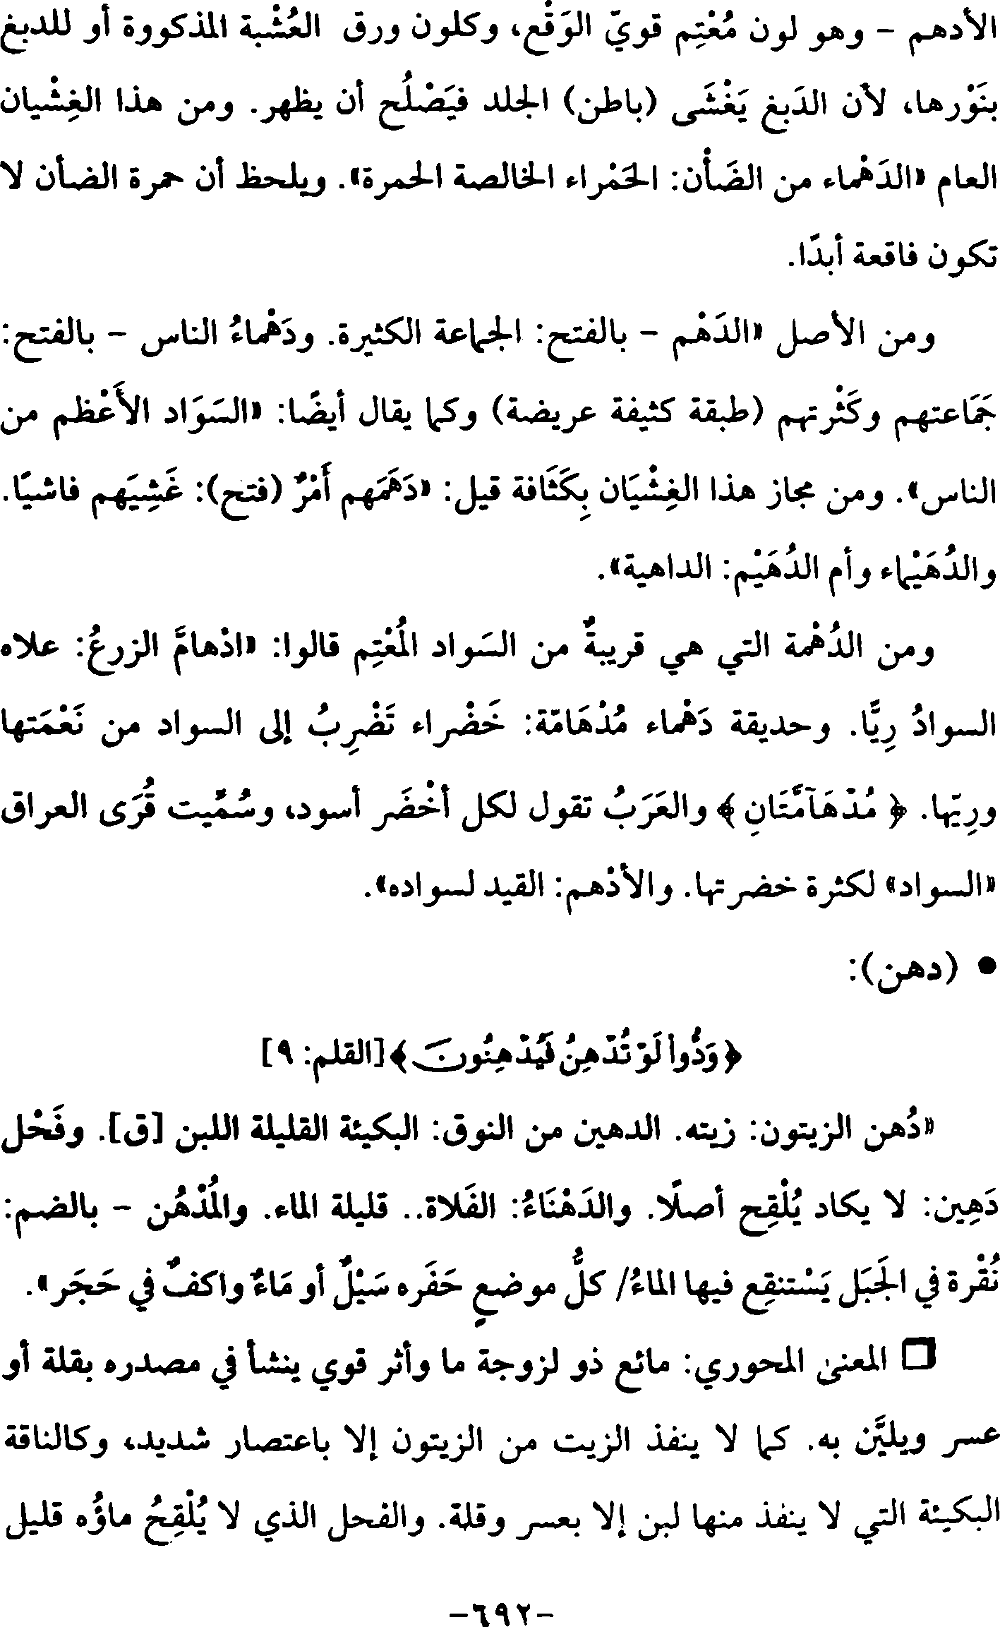 الأدهم – وهو لون مُعْتِم قويّ الوَقْع، وكلون ورق العُشْبة المذكووة أو للدبغ
بنَوْرها، لأن الدَبغ يَغْشَى (باطن) الجلد فيَصْلُح أن يظهر. ومن هذا الغِشْيان
العام «الدَهْماء من الضَأْن: الحَمْراء الخالصة الحمرة». ويلحظ أن حمرة الضأن لا
تكون فاقعة أبدًا.
ومن الأصل «الدَهْم – بالفتح: الجماعة الكثيرة. ودَهْماءُ الناس – بالفتح:
جَمَاعتهم وكَثْرتهم (طبقة كثيفة عريضة) وكما يقال أيضًا: «السَوَاد الأَعْظم من
الناس». ومن مجاز هذا الغِشْيَان بِكَثَافة قيل: «دَهَمَهم أَمْرٌ (فتح): غَشِيَهم فاشيًا.
والدُهَيْماء وأم الدُهَيْم: الداهية».
ومن الدُهْمة التي هي قريبةٌ من السَواد المُعْتِم قالوا: «ادْهامَّ الزرعُ: علاه
السوادُ رِيًّا. وحديقة دَهْماء مُدْهَامّة: خَضْراء تَضْرِبُ إلى السواد من نَعْمَتها
ورِيّها. ﴿ مُدْهَآمَّتَانِ ﴾ والعَرَبُ تقول لكل أخْضَر أسود، وسُمِّيت قُرَى العراق
«السواد» لكثرة خضرتها. والأدْهم: القيد لسواده».
● (دهن):
﴿ وَدُّوا لَوْ تُدْهِنُ فَيُدْهِنُونَ ﴾ [القلم: ٩]
«دُهن الزيتون: زيته. الدهين من النوق: البكيئة القليلة اللبن [ق]. وفَحْل
دَهِين: لا يكاد يُلْقِح أصلًا. والدَهْنَاءُ: الفَلاة.. قليلة الماء. والمُدْهُن – بالضم:
نُقْرة في الجَبَل يَسْتنقِع فيها الماءُ/ كلُّ موضعٍ حَفَره سَيْلٌ أو مَاءٌ واكفٌ في حَجَر».
❑ المعنى المحوري: مائع ذو لزوجة ما وأثر قوي ينشأ في مصدره بقلة أو
عسر ويليَّن به. كما لا ينفذ الزيت من الزيتون إلا باعتصار شديد، وكالناقة
البكيئة التي لا ينفذ منها لبن إلا بعسر وقلة. والفحل الذي لا يُلْقِحُ ماؤُه قليل
-٦٩٢-